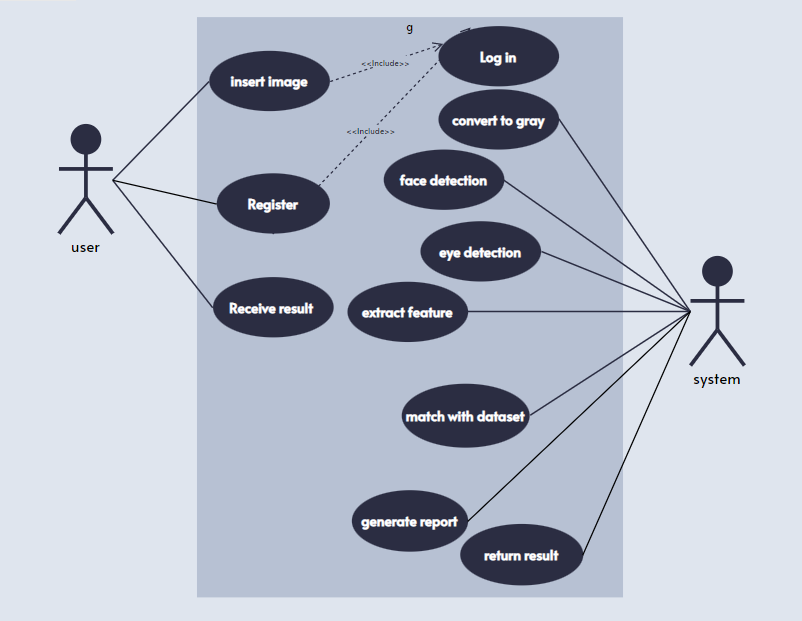 g
Log in
<<Include>>
insert image
convert to gray
<<Include>>
face detection
Register
user
eye detection
Receive result
extract feature
system
match with dataset
generate report
return result